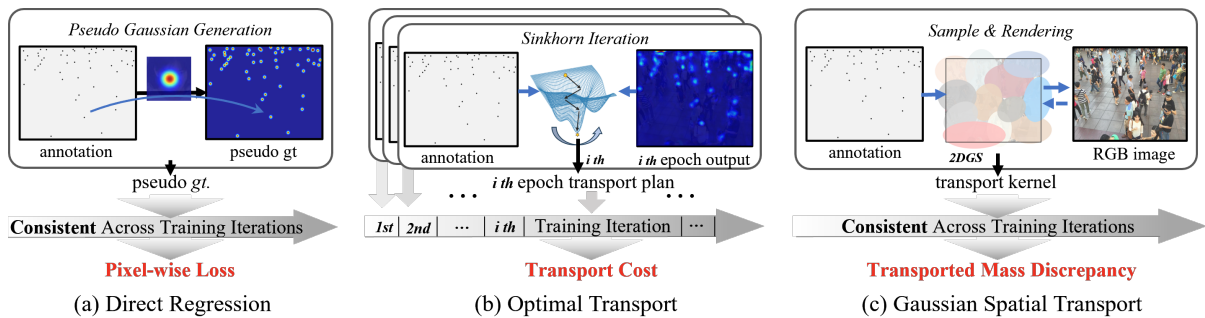 Pseudo Gaussian Generation
annotation
pseudo gt
pseudo gt.
Consistent Across Training Iterations
Pixel-wise Loss
(a) Direct Regression
Sinkhorn Iteration
annotation
i th
i th epoch output
i th epoch transport plan
...
...
1st
2nd
...
i th
Training Iteration
...
Transport Cost
(b) Optimal Transport
Sample & Rendering
annotation
2DGS
RGB image
transport kernel
Consistent Across Training Iterations
Transported Mass Discrepancy
(c) Gaussian Spatial Transport